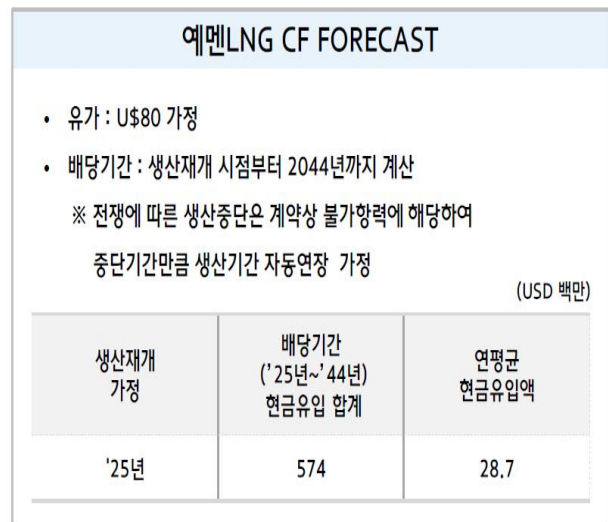 예멘LNG CF FORECAST
• 유가 : U$80 가정
• 배당기간 : 생산재개 시점부터 2044년까지 계산
※ 전쟁에 따른 생산중단은 계약상 불가항력에 해당하여
중단기간만큼 생산기간 자동연장 가정
(USD 백만)
생산재개
가정
배당기간
('25년~'44년)
현금유입 합계
연평균
현금유입액
'25년
574
28.7